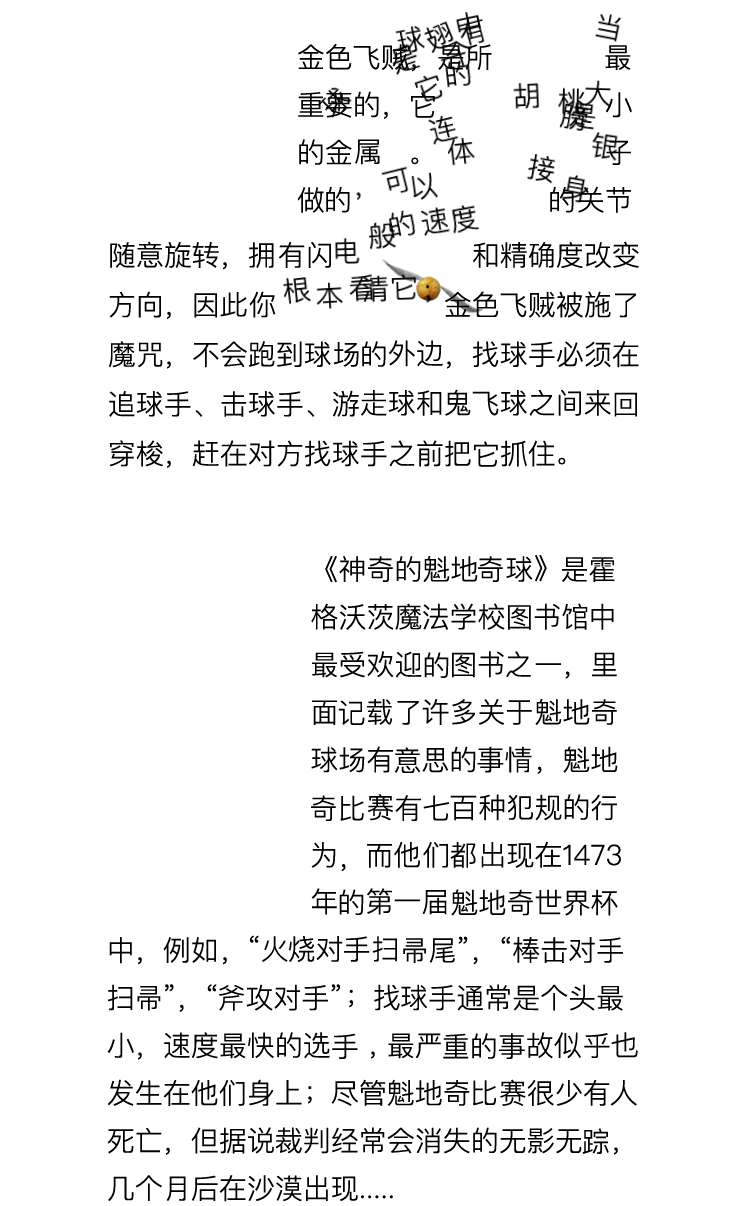 金色飞贼，是所有球当中最
重要的，它 胡桃大小
的金属 。它的翅膀是银子
做的，可以 连接身体的关节
随意旋转，拥有闪电般的速度和精确度改变
方向，因此你根本看清它，金色飞贼被施了
魔咒，不会跑到球场的外边，找球手必须在
追球手、击球手、游走球和鬼飞球之间来回
穿梭，赶在对方找球手之前把它抓住。
《神奇的魁地奇球》是霍
格沃茨魔法学校图书馆中
最受欢迎的图书之一，里
面记载了许多关于魁地奇
球场有意思的事情，魁地
奇比赛有七百种犯规的行
为，而他们都出现在1473
年的第一届魁地奇世界杯
中，例如，“火烧对手扫帚尾”，“棒击对手
扫帚”，“斧攻对手”；找球手通常是个头最
小，速度最快的选手，最严重的事故似乎也
发生在他们身上；尽管魁地奇比赛很少有人
死亡，但据说裁判经常会消失的无影无踪，
几个月后在沙漠出现.....